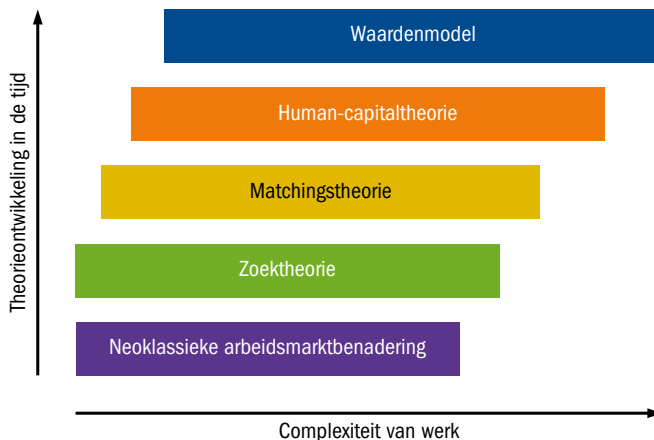 Theorieontwikkeling in de tijd
Waardenmodel
Human-capitaltheorie
Matchingstheorie
Zoektheorie
Neoklassieke arbeidsmarktbenadering
Complexiteit van werk